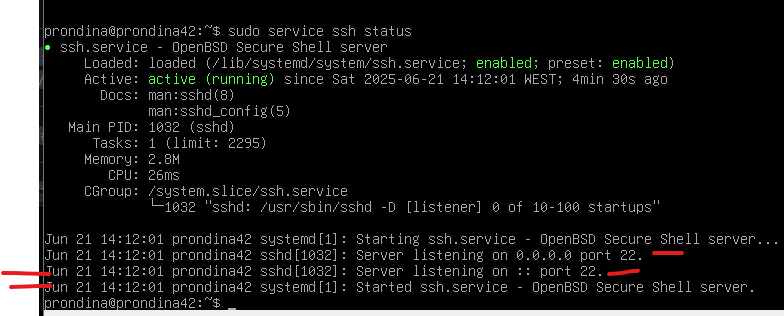 prondina@prondina42:~$ sudo service ssh status
● ssh.service - OpenBSD Secure Shell server
Loaded: loaded (/lib/systemd/system/ssh.service; enabled; preset: enabled)
Active: active (running) since Sat 2025-06-21 14:12:01 WEST; 4min 30s ago
Docs: man:sshd(8)
man:sshd_config(5)
Main PID: 1032 (sshd)
Tasks: 1 (limit: 2295)
Memory: 2.8M
CPU: 26ms
CGroup: /system.slice/ssh.service
└─1032 "sshd: /usr/sbin/sshd -D [listener] 0 of 10-100 startups"
Jun 21 14:12:01 prondina42 systemd[1]: Starting ssh.service - OpenBSD Secure Shell server...
Jun 21 14:12:01 prondina42 sshd[1032]: Server listening on 0.0.0.0 port 22.
Jun 21 14:12:01 prondina42 sshd[1032]: Server listening on :: port 22.
Jun 21 14:12:01 prondina42 systemd[1]: Started ssh.service - OpenBSD Secure Shell server.
prondina@prondina42:~$ _